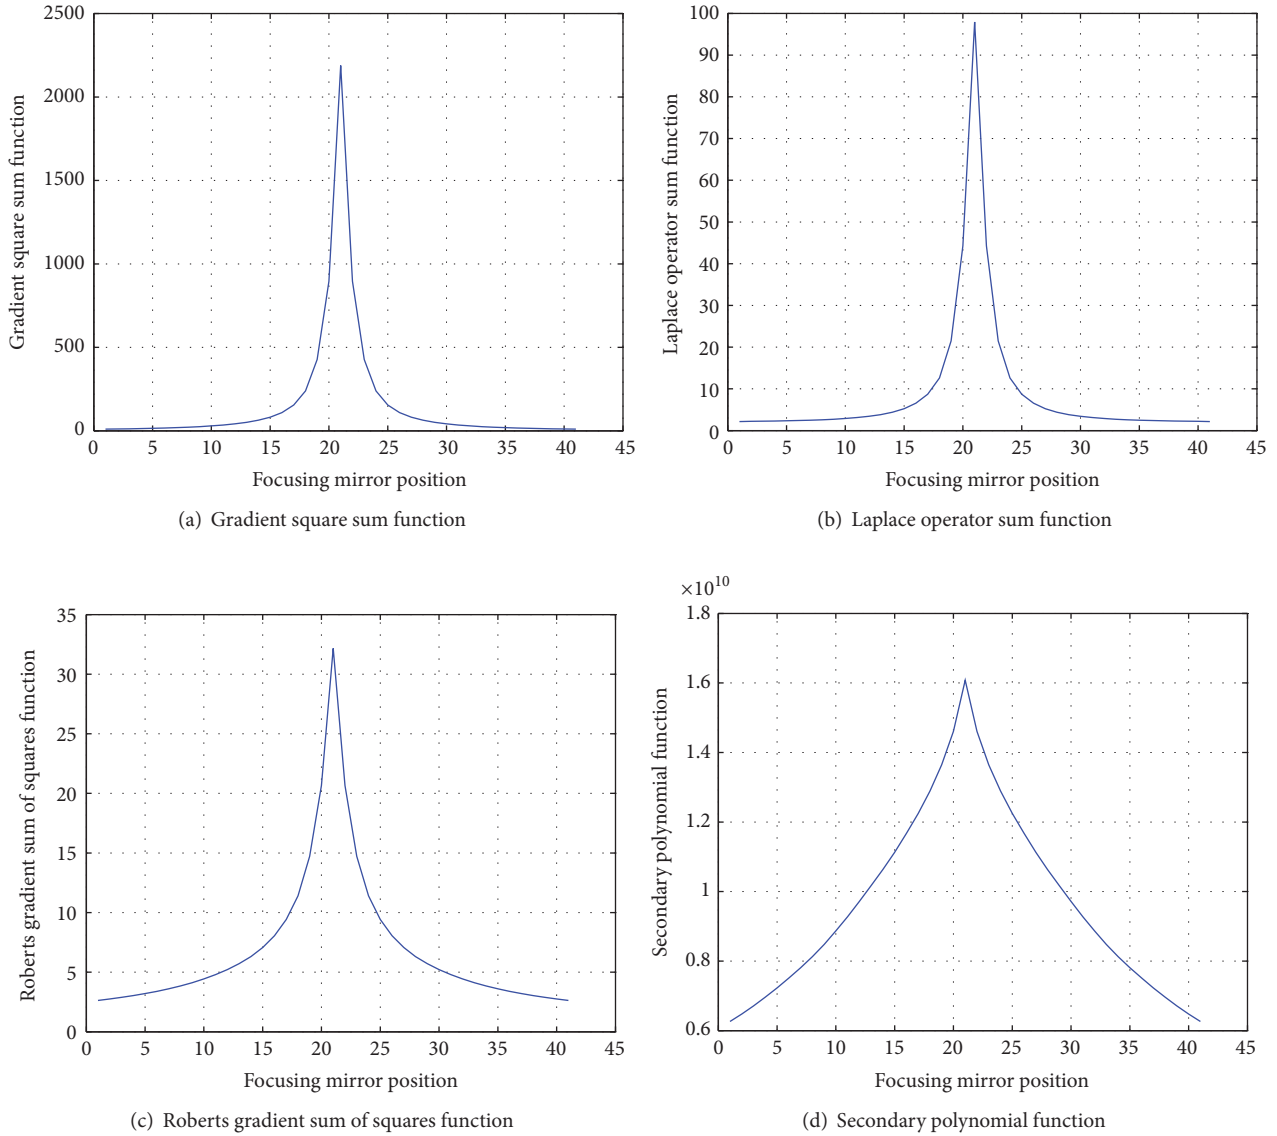 2500
2000
1500
1000
500
0
0 5 10 15 20 25 30 35 40 45
Gradient square sum function
Focusing mirror position
(a) Gradient square sum function
100
90
80
70
60
50
40
30
20
10
0
0 5 10 15 20 25 30 35 40 45
Laplace operator sum function
Focusing mirror position
(b) Laplace operator sum function
35
30
25
20
15
10
5
0
0 5 10 15 20 25 30 35 40 45
Roberts gradient sum of squares function
Focusing mirror position
(c) Roberts gradient sum of squares function
×10¹⁰
1.8
1.6
1.4
1.2
1
0.8
0.6
0 5 10 15 20 25 30 35 40 45
Secondary polynomial function
Focusing mirror position
(d) Secondary polynomial function